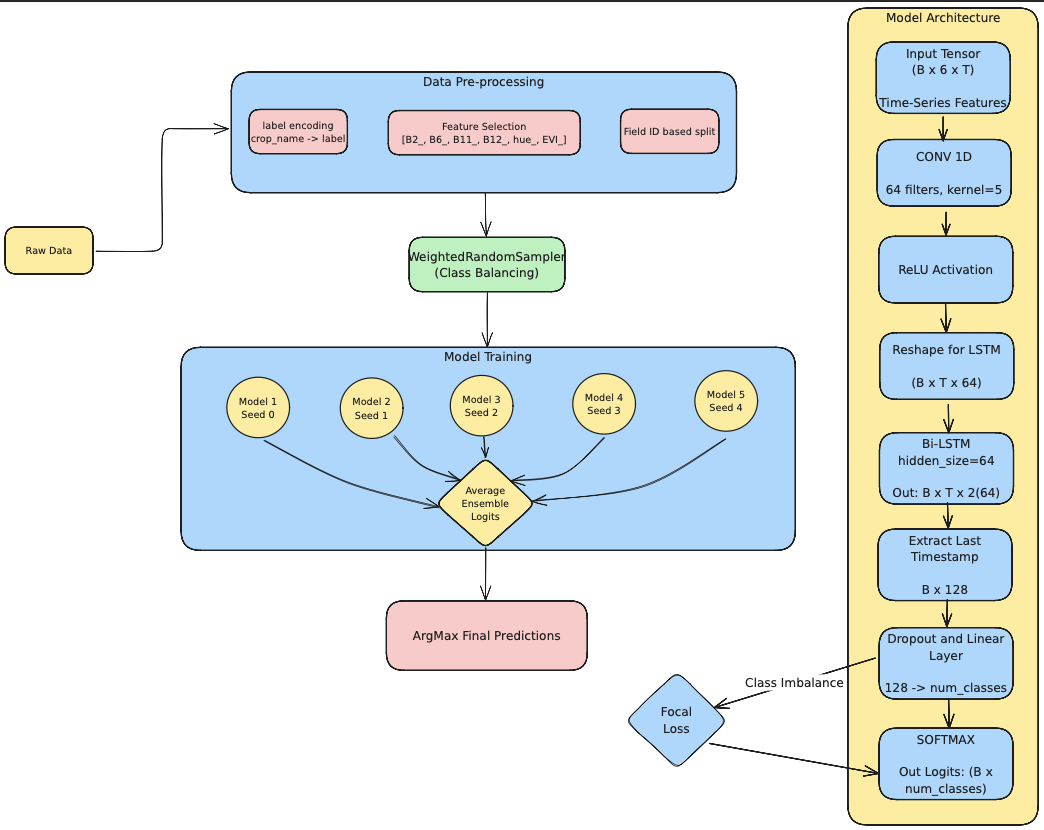 Model Architecture
Input Tensor
(B x 6 x T)
Time-Series Features
CONV 1D
64 filters, kernel=5
ReLU Activation
Reshape for LSTM
(B x T x 64)
Bi-LSTM
hidden_size=64
Out: B x T x 2(64)
Extract Last
Timestamp
B x 128
Dropout and Linear
Layer
128 -> num_classes
SOFTMAX
Out Logits: (B x
num_classes)
Class Imbalance
Focal
Loss
Raw Data
Data Pre-processing
label encoding
crop_name -> label
Feature Selection
[B2_, B6_, B11_, B12_, hue_, EVI_]
Field ID based split
WeightedRandomSampler
(Class Balancing)
Model Training
Model 1
Seed 0
Model 2
Seed 1
Model 3
Seed 2
Model 4
Seed 3
Model 5
Seed 4
Average
Ensemble
Logits
ArgMax Final Predictions